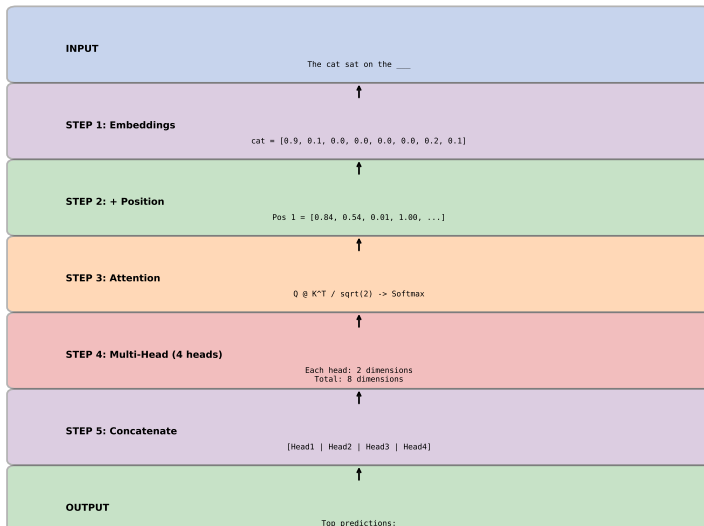 INPUT
The cat sat on the ___
STEP 1: Embeddings
cat = [0.9, 0.1, 0.0, 0.0, 0.0, 0.0, 0.2, 0.1]
STEP 2: + Position
Pos 1 = [0.84, 0.54, 0.01, 1.00, ...]
STEP 3: Attention
Q @ K^T / sqrt(2) -> Softmax
STEP 4: Multi-Head (4 heads)
Each head: 2 dimensions
Total: 8 dimensions
STEP 5: Concatenate
[Head1 | Head2 | Head3 | Head4]
OUTPUT
Top predictions: